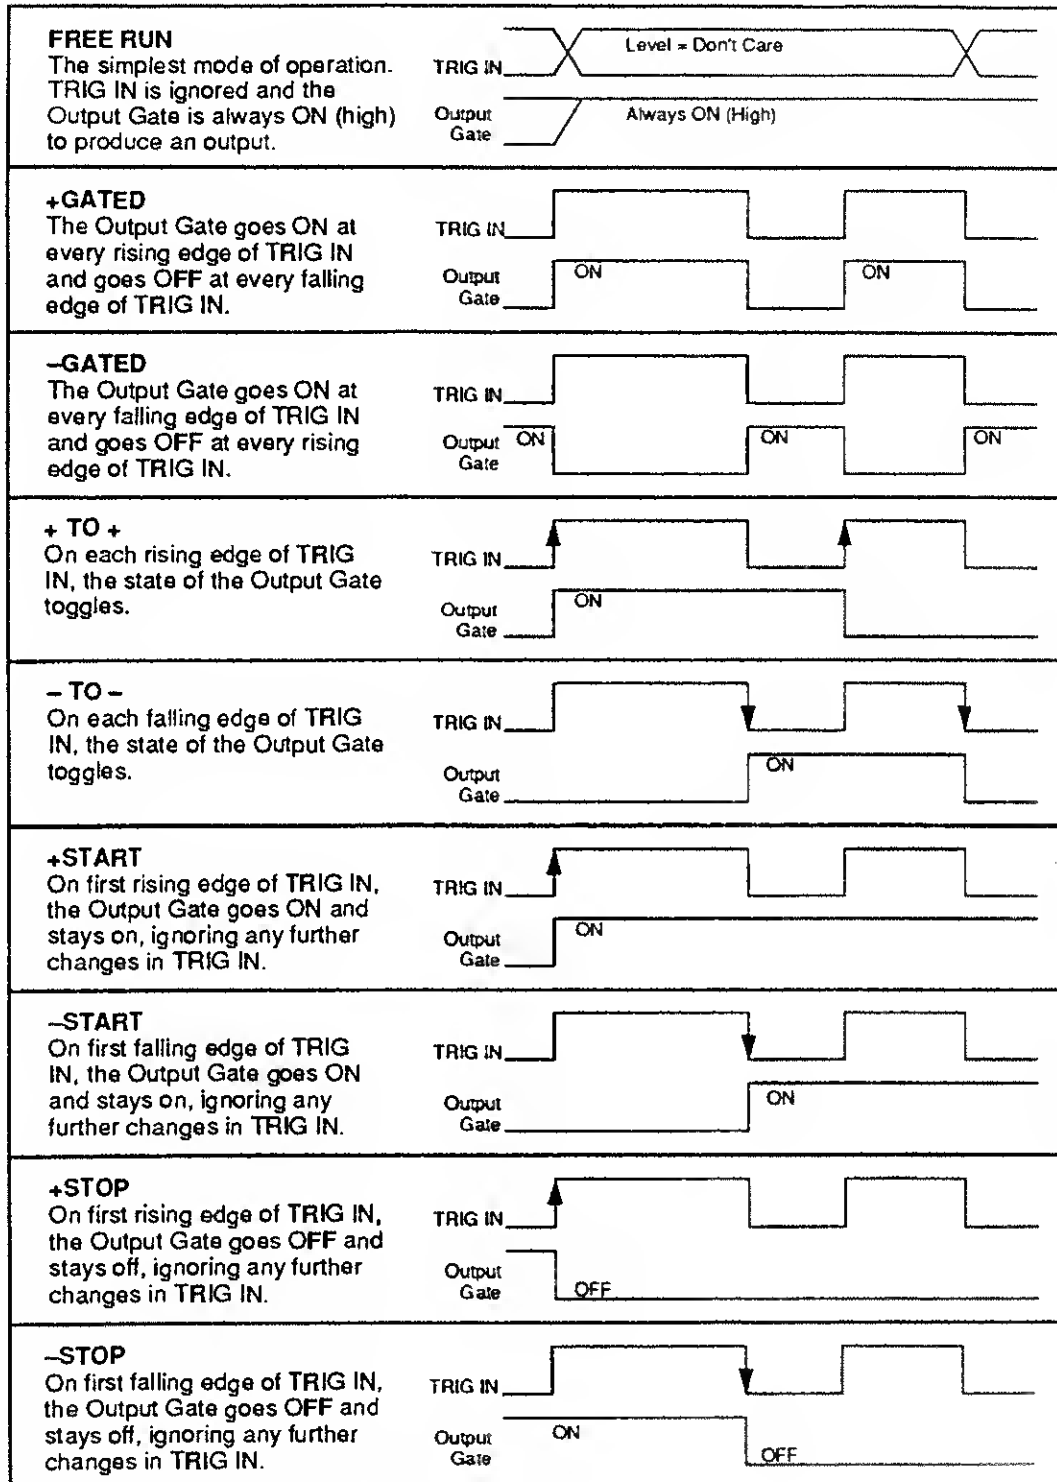 FREE RUN
The simplest mode of operation.
TRIG IN is ignored and the
Output Gate is always ON (high)
to produce an output.
TRIG IN
Level = Don't Care
Output
Gate
Always ON (High)
+GATED
The Output Gate goes ON at
every rising edge of TRIG IN
and goes OFF at every falling
edge of TRIG IN.
TRIG IN
Output
Gate
ON
ON
–GATED
The Output Gate goes ON at
every falling edge of TRIG IN
and goes OFF at every rising
edge of TRIG IN.
TRIG IN
Output
Gate
ON
ON
ON
+ TO +
On each rising edge of TRIG
IN, the state of the Output Gate
toggles.
TRIG IN
Output
Gate
ON
– TO –
On each falling edge of TRIG
IN, the state of the Output Gate
toggles.
TRIG IN
Output
Gate
ON
+START
On first rising edge of TRIG IN,
the Output Gate goes ON and
stays on, ignoring any further
changes in TRIG IN.
TRIG IN
Output
Gate
ON
–START
On first falling edge of TRIG
IN, the Output Gate goes ON
and stays on, ignoring any
further changes in TRIG IN.
TRIG IN
Output
Gate
ON
+STOP
On first rising edge of TRIG IN,
the Output Gate goes OFF and
stays off, ignoring any further
changes in TRIG IN.
TRIG IN
Output
Gate
OFF
–STOP
On first falling edge of TRIG IN,
the Output Gate goes OFF and
stays off, ignoring any further
changes in TRIG IN.
TRIG IN
Output
Gate
ON
OFF